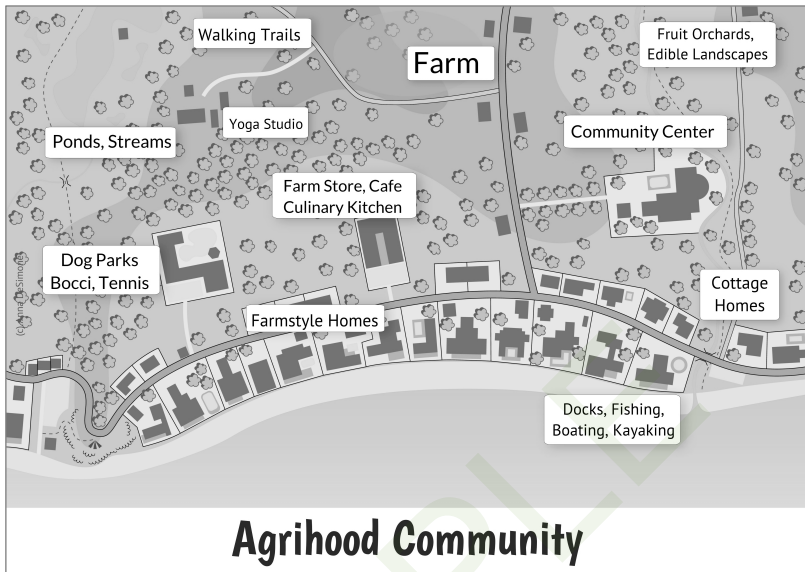 Walking Trails
Farm
Fruit Orchards,
Edible Landscapes
Yoga Studio
Community Center
Ponds, Streams
Farm Store, Cafe
Culinary Kitchen
Dog Parks
Bocci, Tennis
Cottage
Homes
Farmstyle Homes
Docks, Fishing,
Boating, Kayaking
Agrihood Community